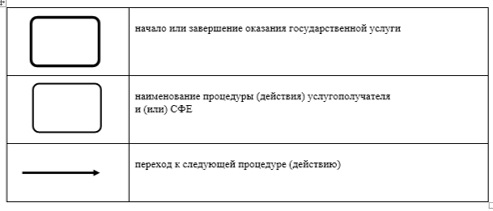 начало или завершение оказания государственной услуги
наименование процедуры (действия) услугополучателя
и (или) СФЕ
переход к следующей процедуре (действию)